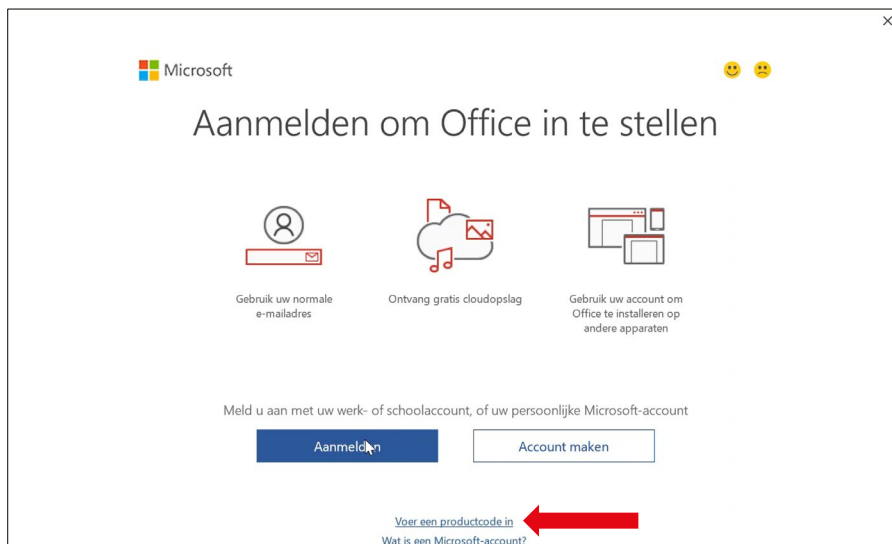 Microsoft
Aanmelden om Office in te stellen
Gebruik uw normale
e-mailadres
Ontvang gratis cloudopslag
Gebruik uw account om
Office te installeren op
andere apparaten
Meld u aan met uw werk- of schoolaccount, of uw persoonlijke Microsoft-account
Aanmelden
Account maken
Voer een productcode in
Wat is een Microsoft-account?